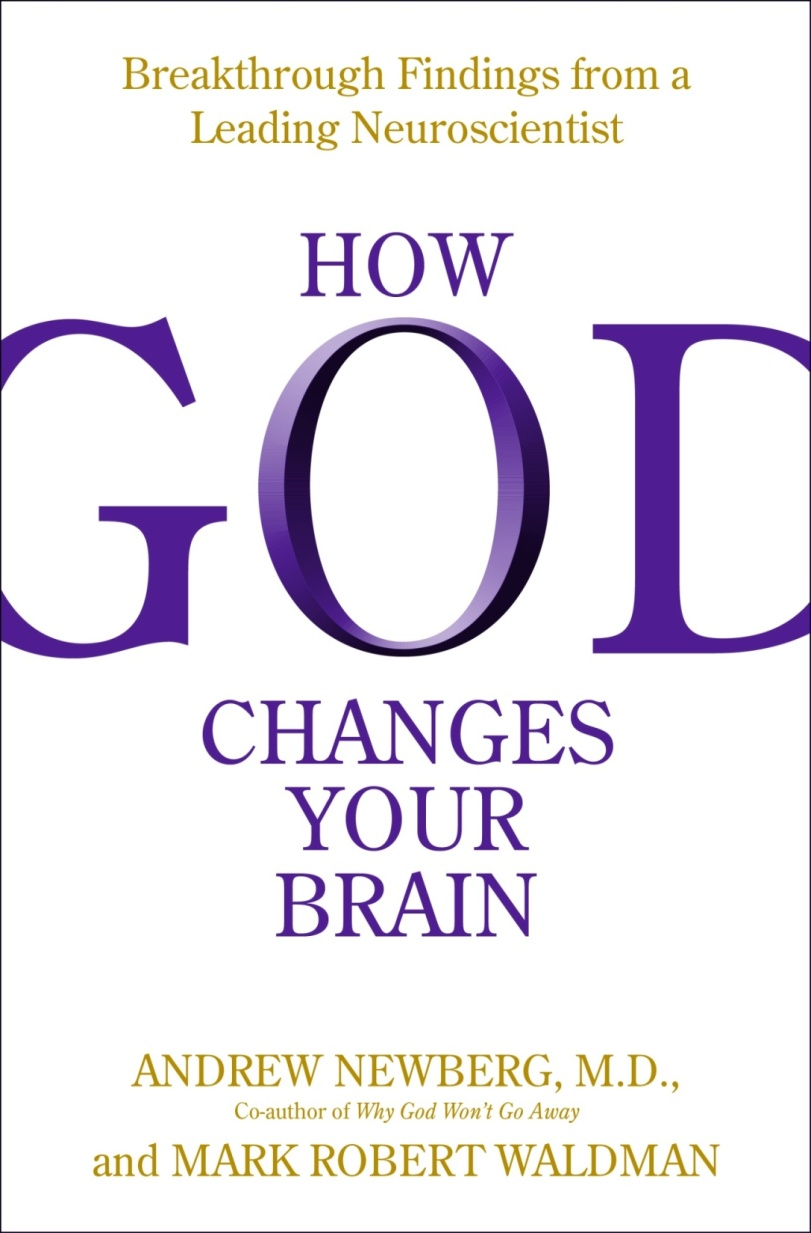 Breakthrough Findings from a
Leading Neuroscientist
HOW
GOD
CHANGES
YOUR
BRAIN
ANDREW NEWBERG, M.D.,
Co-author of Why God Won't Go Away
and MARK ROBERT WALDMAN